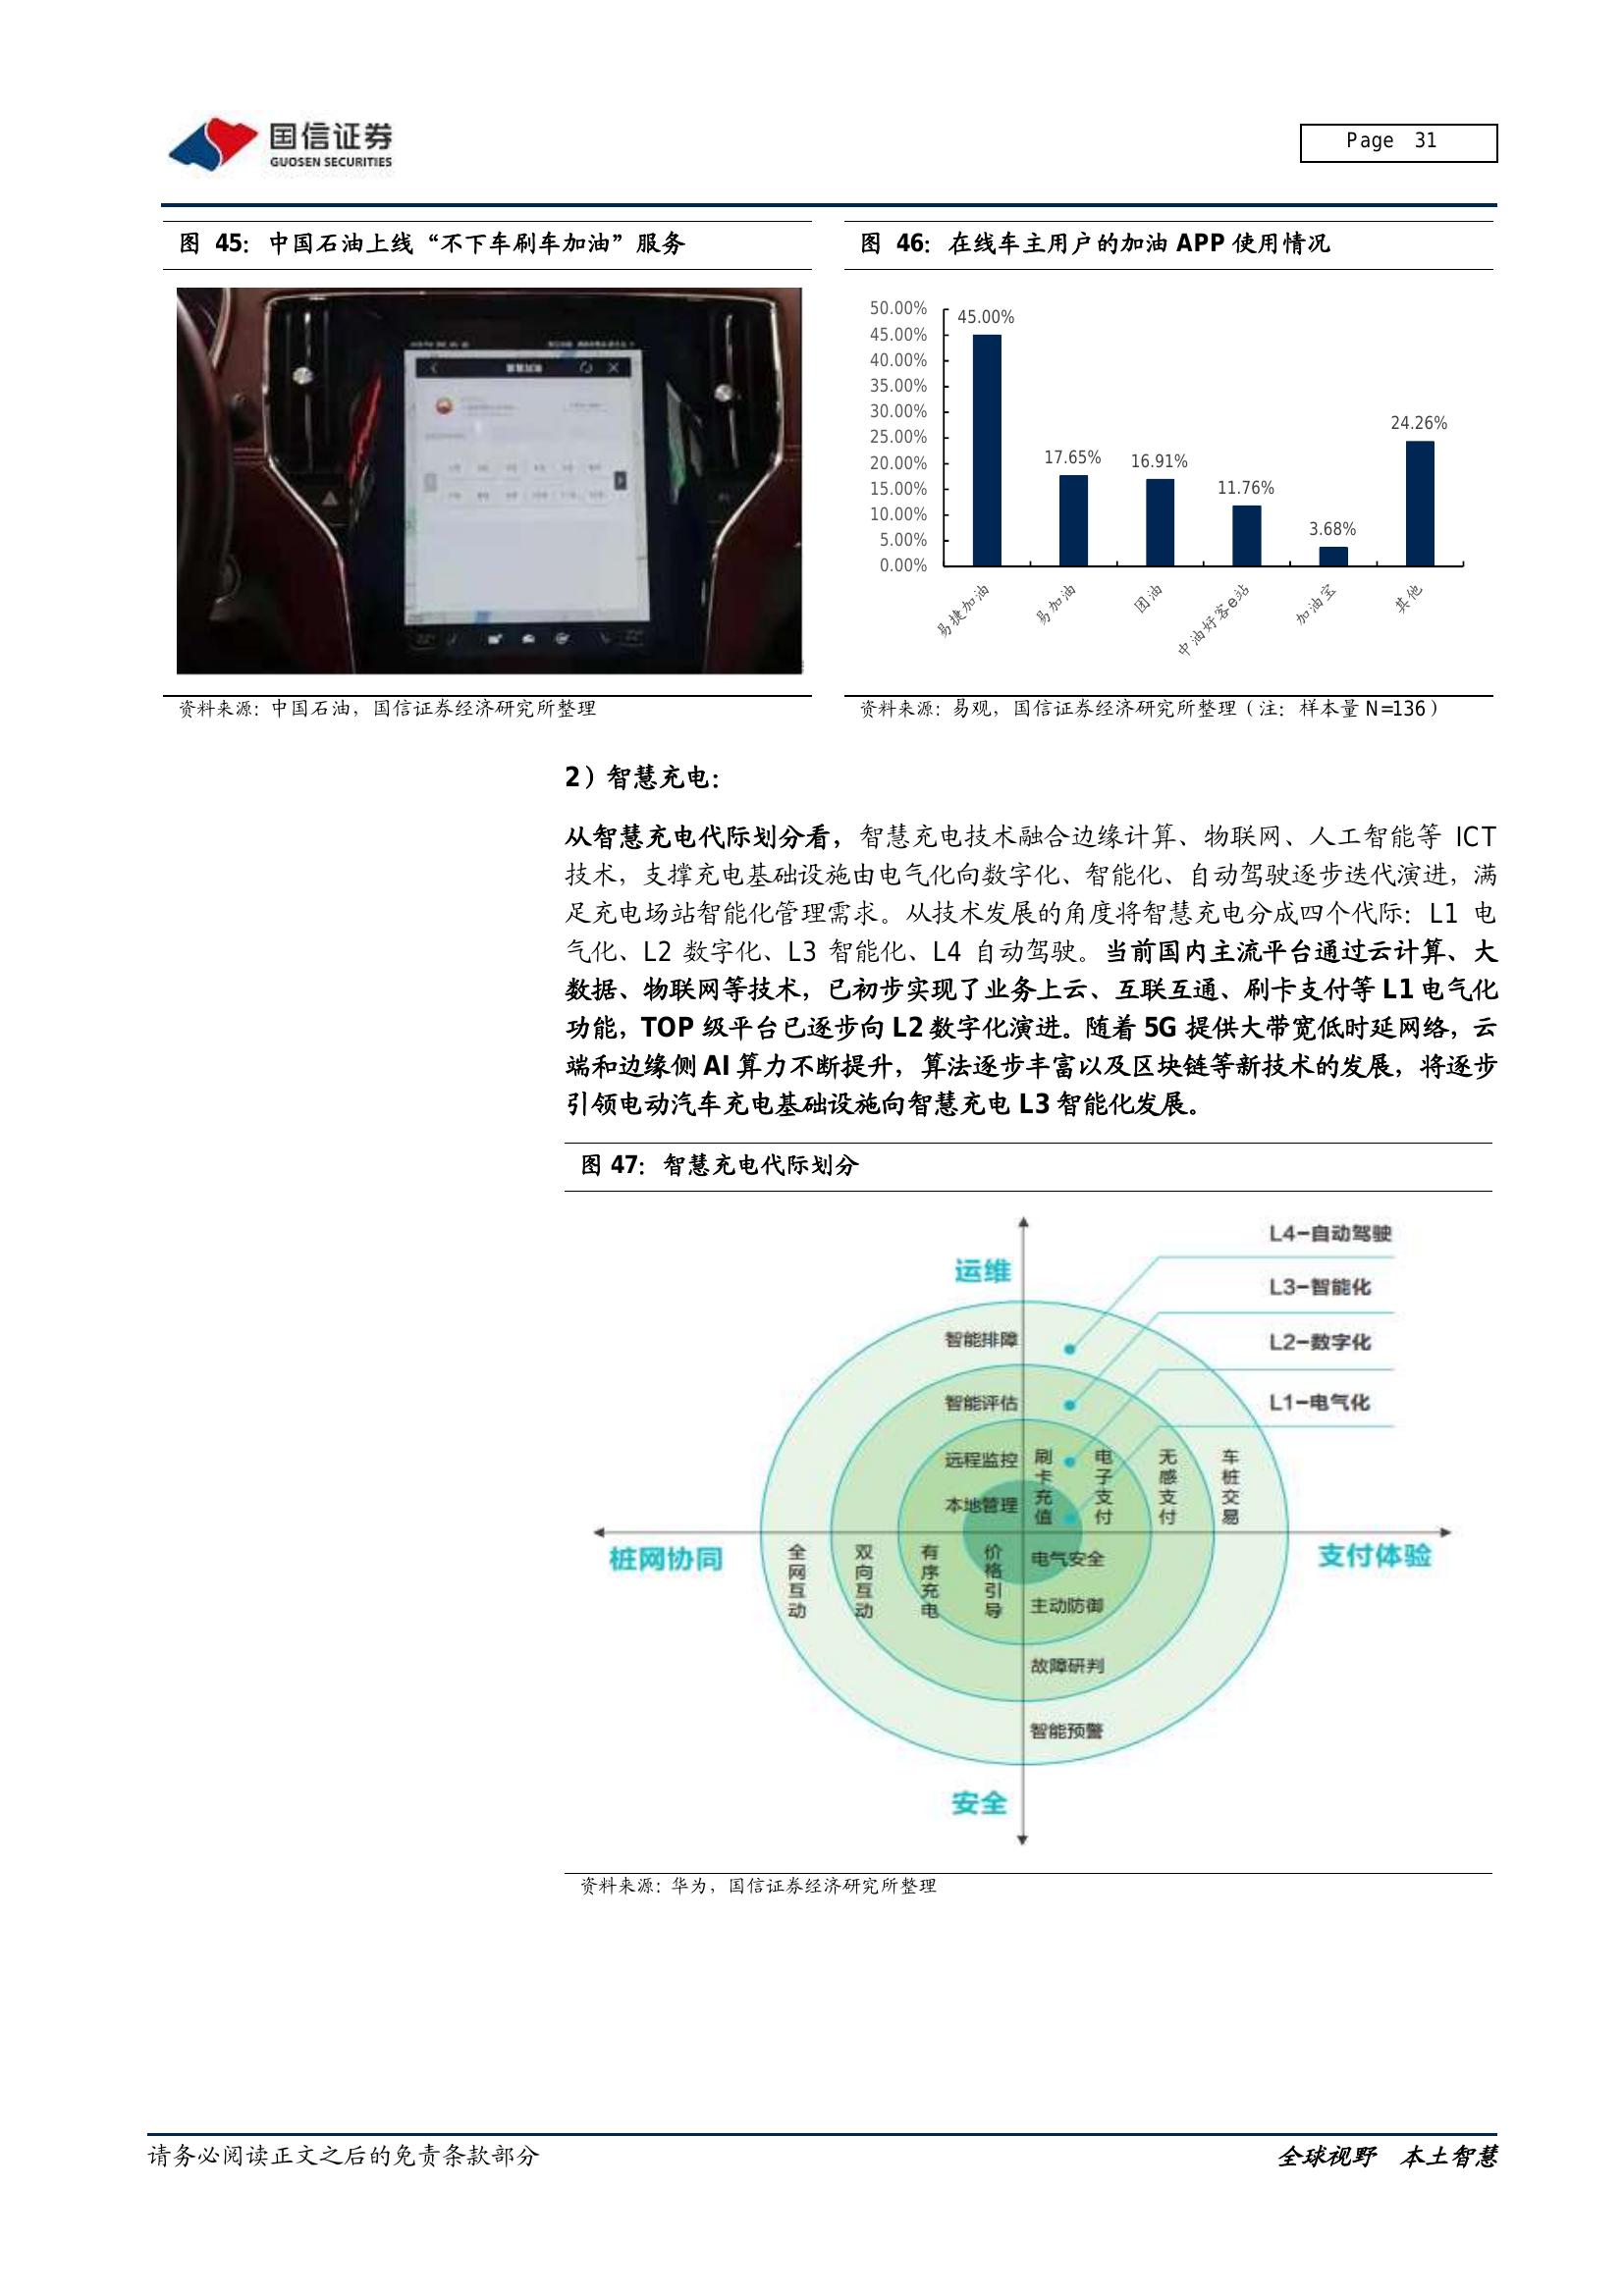 国信证券
GUOSEN SECURITIES
Page 31
图 45：中国石油上线“不下车刷车加油”服务
智慧加油
资料来源：中国石油，国信证券经济研究所整理
图 46：在线车主用户的加油 APP 使用情况
50.00%
45.00%
40.00%
35.00%
30.00%
25.00%
20.00%
15.00%
10.00%
5.00%
0.00%
45.00%
17.65%
16.91%
11.76%
3.68%
24.26%
易捷加油
易加油
团油
中油好客e站
加油宝
其他
资料来源：易观，国信证券经济研究所整理（注：样本量 N=136）
2）智慧充电：
从智慧充电代际划分看，智慧充电技术融合边缘计算、物联网、人工智能等 ICT
技术，支撑充电基础设施由电气化向数字化、智能化、自动驾驶逐步迭代演进，满
足充电场站智能化管理需求。从技术发展的角度将智慧充电分成四个代际：L1 电
气化、L2 数字化、L3 智能化、L4 自动驾驶。当前国内主流平台通过云计算、大
数据、物联网等技术，已初步实现了业务上云、互联互通、刷卡支付等 L1 电气化
功能，TOP 级平台已逐步向 L2 数字化演进。随着 5G 提供大带宽低时延网络，云
端和边缘侧 AI 算力不断提升，算法逐步丰富以及区块链等新技术的发展，将逐步
引领电动汽车充电基础设施向智慧充电 L3 智能化发展。
图 47：智慧充电代际划分
L4-自动驾驶
L3-智能化
L2-数字化
L1-电气化
运维
智能排障
智能评估
远程监控
本地管理
刷卡充值
电子支付
无感支付
车桩交易
桩网协同
支付体验
全网互动
双向互动
有序充电
价格引导
电气安全
主动防御
故障研判
智能预警
安全
资料来源：华为，国信证券经济研究所整理
请务必阅读正文之后的免责条款部分
全球视野 本土智慧